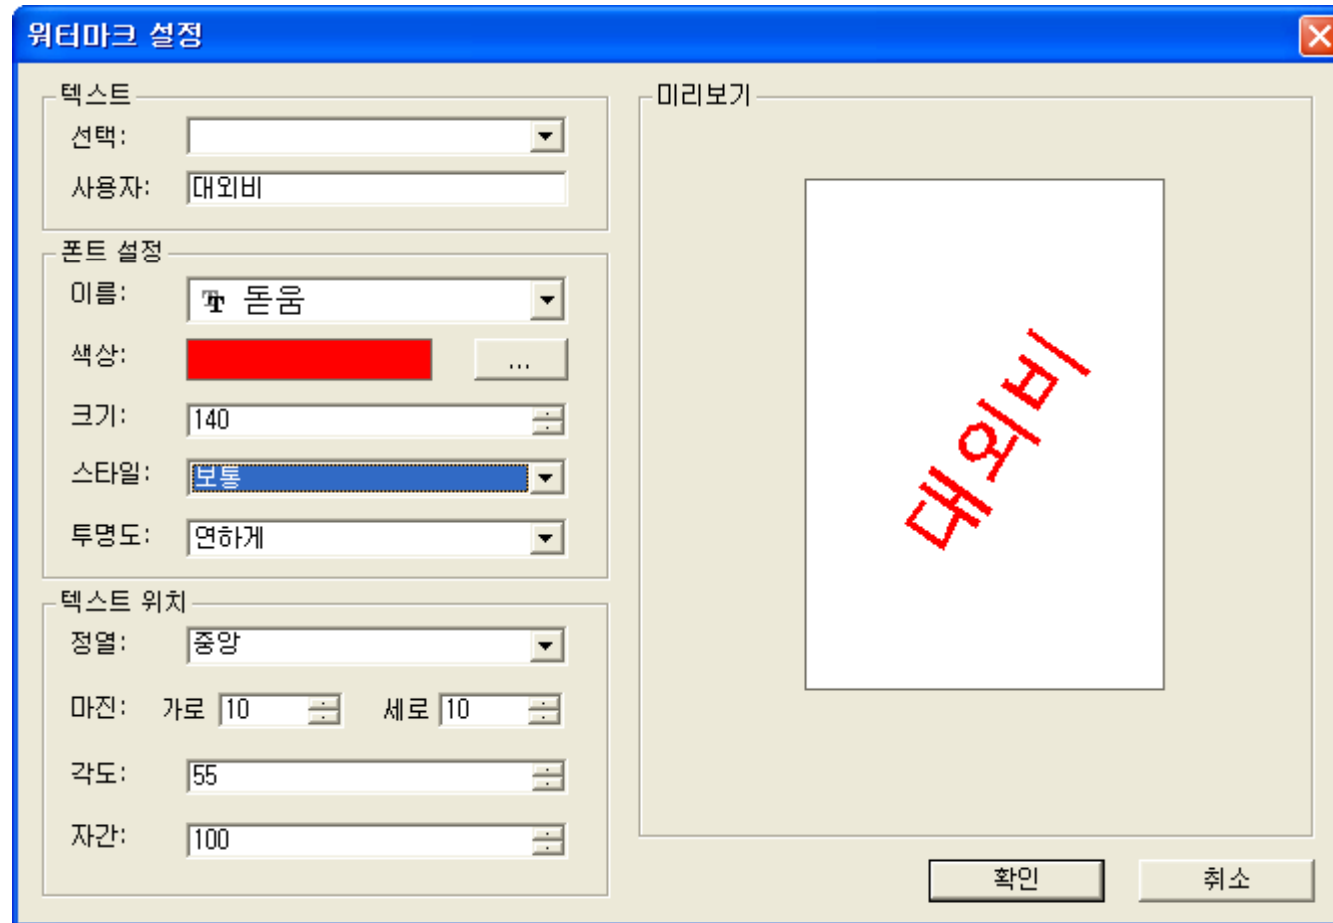 워터마크 설정
텍스트
선택:
사용자: 대외비
폰트 설정
이름: 돋움
색상: ...
크기: 140
스타일: 보통
투명도: 연하게
텍스트 위치
정열: 중앙
마진: 가로 10 세로 10
각도: 55
자간: 100
미리보기
대외비
확인 취소